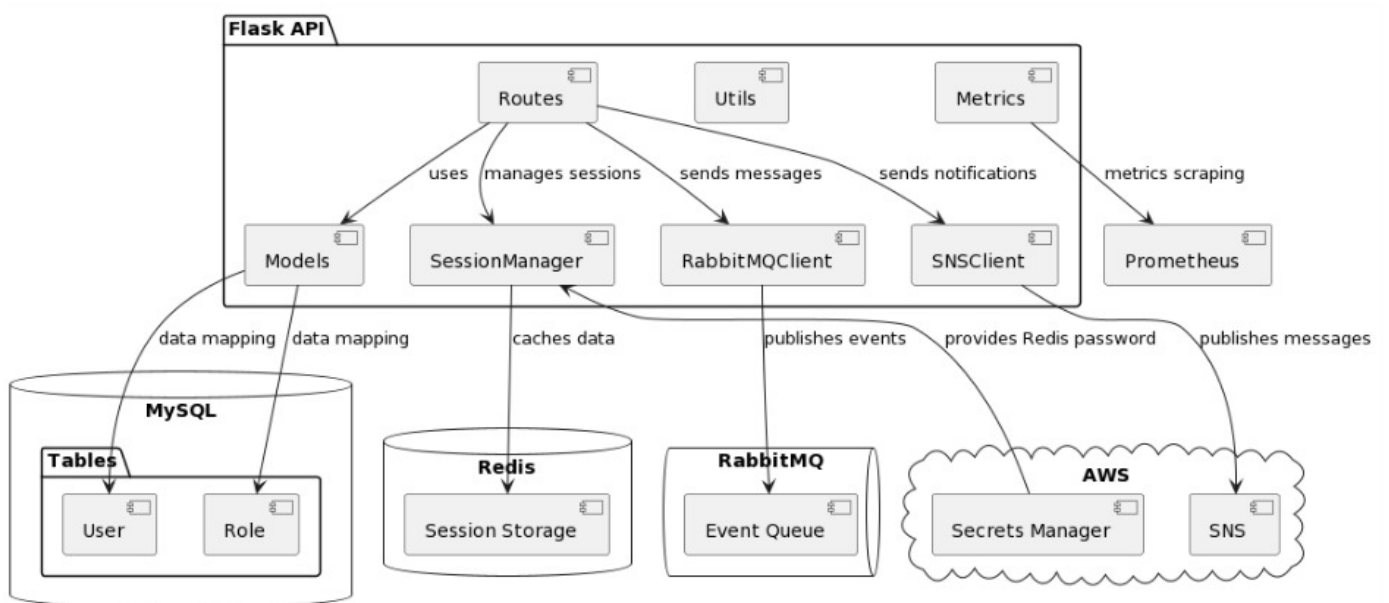 Flask API
Routes
Utils
Metrics
uses
manages sessions
sends messages
sends notifications
metrics scraping
Models
SessionManager
RabbitMQClient
SNSClient
Prometheus
data mapping
data mapping
caches data
publishes events
provides Redis password
publishes messages
MySQL
Tables
User
Role
Redis
Session Storage
RabbitMQ
Event Queue
AWS
Secrets Manager
SNS